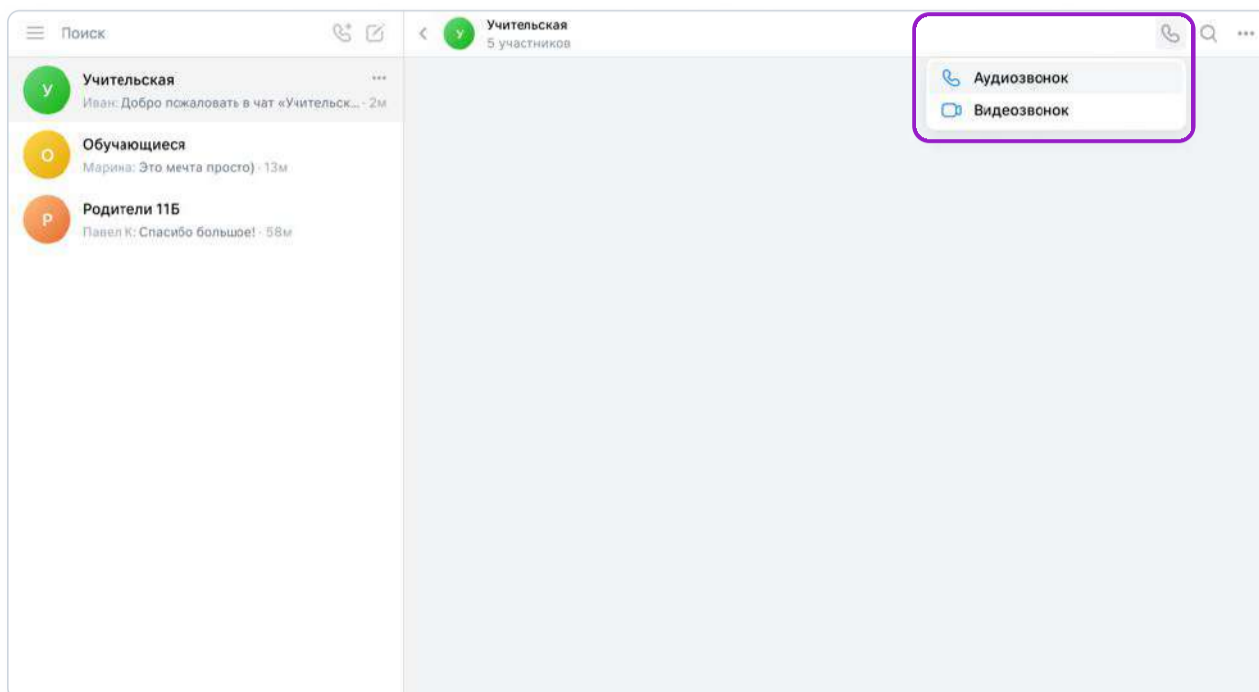 Поиск
У
Учительская
Иван: Добро пожаловать в чат «Учительск... · 2м
О
Обучающиеся
Марина: Это мечта просто) · 13м
Р
Родители 11Б
Павел К: Спасибо большое! · 58м
У
Учительская
5 участников
Аудиозвонок
Видеозвонок